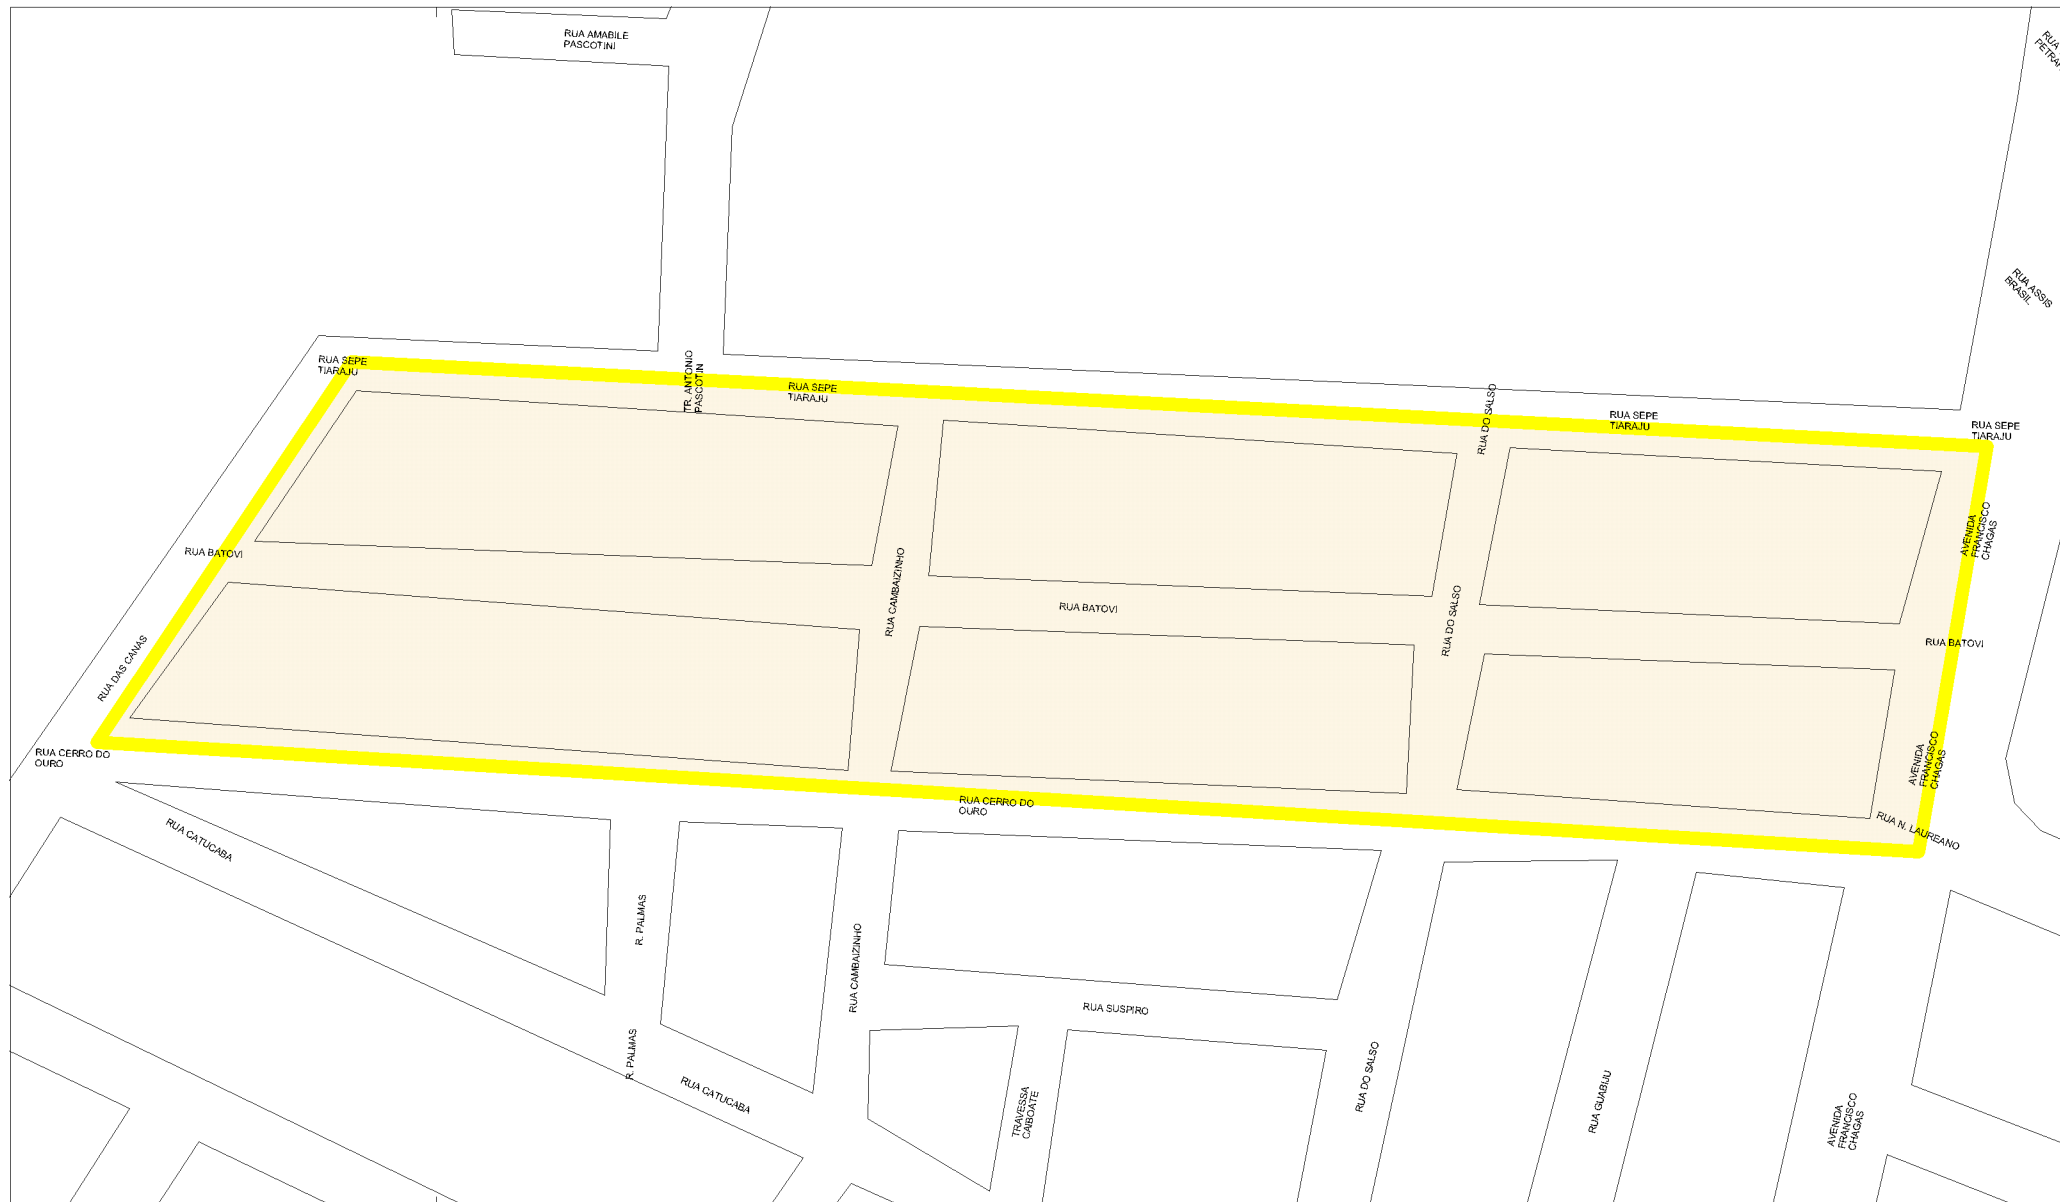 RUA AMABILE
PASCOTINI
RUA
RUA ASSIS
BRASIL
RUA SEPE
TIARAJU
TR. ANTONIO
PASCOTIN
RUA SEPE
TIARAJU
RUA DO SALSO
RUA SEPE
TIARAJU
RUA SEPE
TIARAJU
AVENIDA
FRANCISCO
CHAGAS
RUA BATOVI
RUA CAMBAIZINHO
RUA BATOVI
RUA DO SALSO
RUA BATOVI
RUA DAS CANAS
RUA CERRO DO
OURO
AVENIDA
FRANCISCO
CHAGAS
RUA CERRO DO
OURO
RUA N. LAUREANO
RUA CATUCABA
R. PALMAS
RUA CAMBAIZINHO
RUA SUSPIRO
R. PALMAS
RUA CATUCABA
TRAVESSA
CAIBOATE
RUA DO SALSO
RUA GUABIJU
AVENIDA
FRANCISCO
CHAGAS